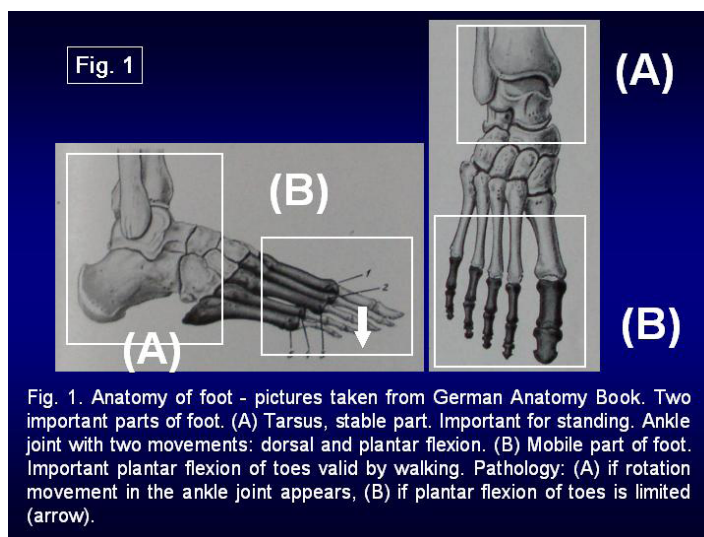 Fig. 1
(A)
(B)
1
2
(A)
(B)
Fig. 1. Anatomy of foot - pictures taken from German Anatomy Book. Two
important parts of foot. (A) Tarsus, stable part. Important for standing. Ankle
joint with two movements: dorsal and plantar flexion. (B) Mobile part of foot.
Important plantar flexion of toes valid by walking. Pathology: (A) if rotation
movement in the ankle joint appears, (B) if plantar flexion of toes is limited
(arrow).